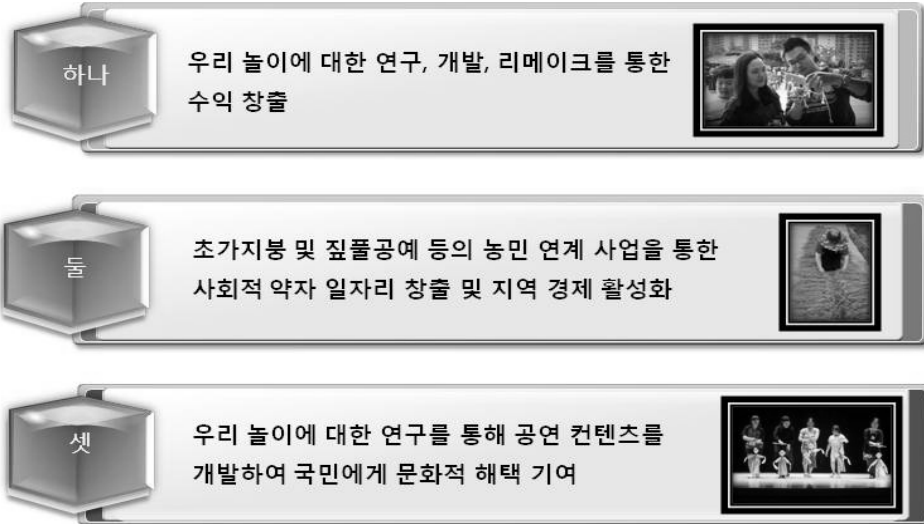 하나
우리 놀이에 대한 연구, 개발, 리메이크를 통한
수익 창출
둘
초가지붕 및 짚풀공예 등의 농민 연계 사업을 통한
사회적 약자 일자리 창출 및 지역 경제 활성화
셋
우리 놀이에 대한 연구를 통해 공연 컨텐츠를
개발하여 국민에게 문화적 해택 기여